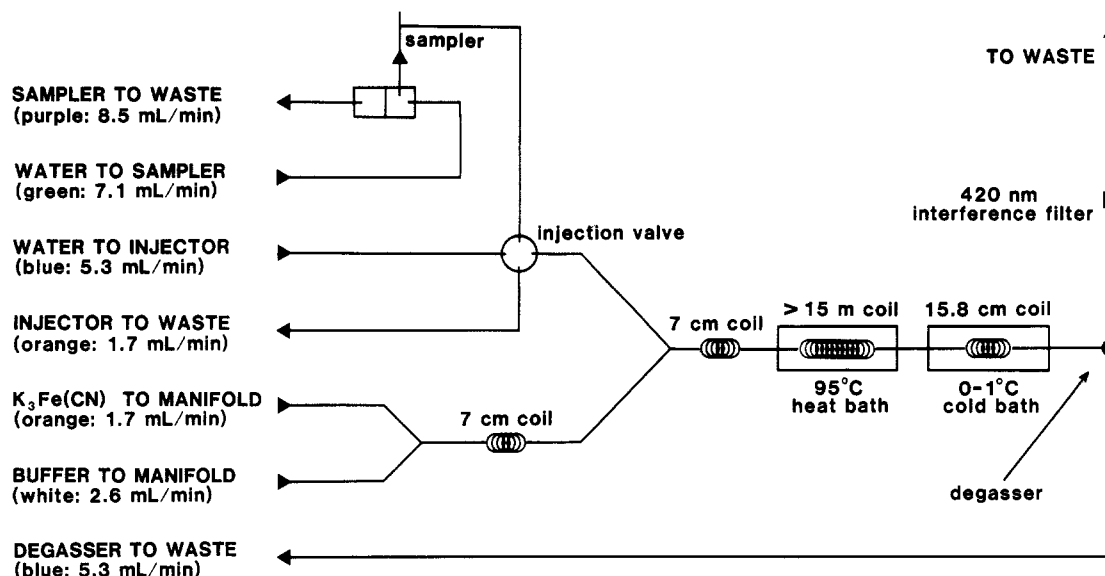 sampler
TO WASTE
SAMPLER TO WASTE
(purple: 8.5 mL/min)
WATER TO SAMPLER
(green: 7.1 mL/min)
420 nm
interference filter
injection valve
WATER TO INJECTOR
(blue: 5.3 mL/min)
INJECTOR TO WASTE
(orange: 1.7 mL/min)
7 cm coil
> 15 m coil
15.8 cm coil
95°C
heat bath
0-1°C
cold bath
K₃Fe(CN) TO MANIFOLD
(orange: 1.7 mL/min)
7 cm coil
BUFFER TO MANIFOLD
(white: 2.6 mL/min)
degasser
DEGASSER TO WASTE
(blue: 5.3 mL/min)